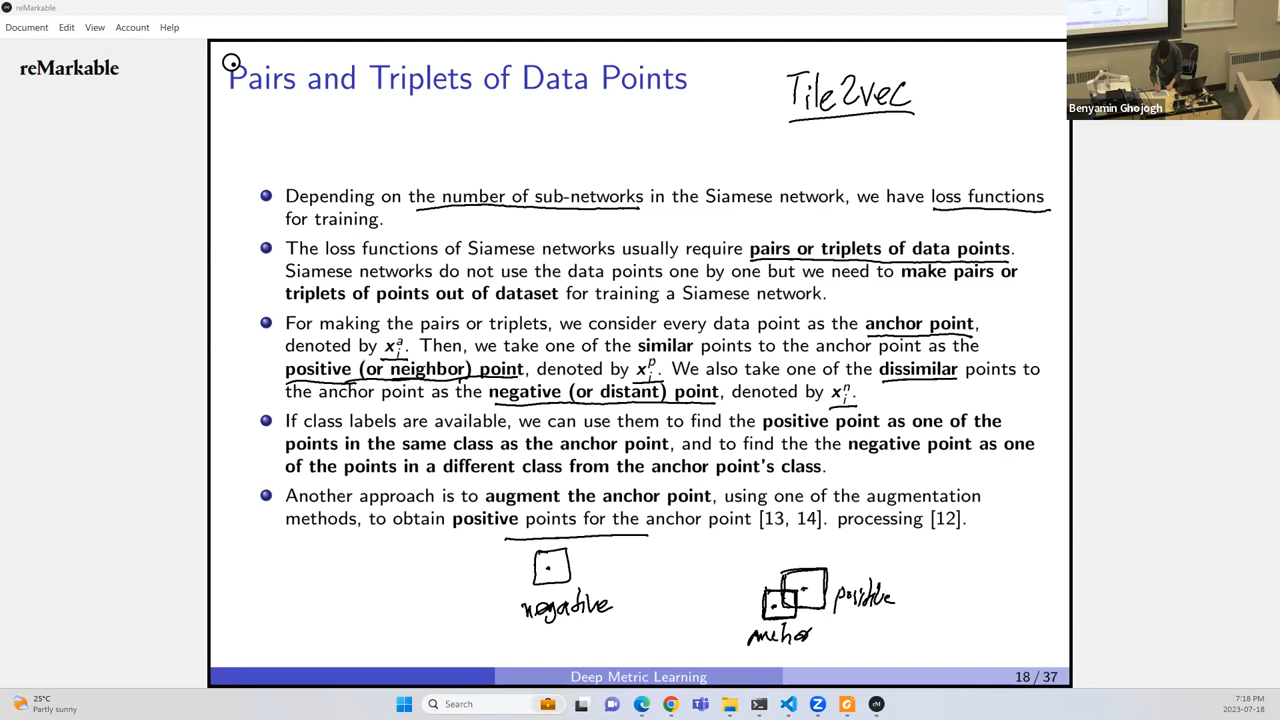 reMarkable
Document Edit View Account Help
reMarkable
Pairs and Triplets of Data Points
Tile2vec
Benyamin Ghojogh
Depending on the number of sub-networks in the Siamese network, we have loss functions
for training.
The loss functions of Siamese networks usually require pairs or triplets of data points.
Siamese networks do not use the data points one by one but we need to make pairs or
triplets of points out of dataset for training a Siamese network.
For making the pairs or triplets, we consider every data point as the anchor point,
denoted by x_i^a. Then, we take one of the similar points to the anchor point as the
positive (or neighbor) point, denoted by x_i^p. We also take one of the dissimilar points to
the anchor point as the negative (or distant) point, denoted by x_i^n.
If class labels are available, we can use them to find the positive point as one of the
points in the same class as the anchor point, and to find the the negative point as one
of the points in a different class from the anchor point's class.
Another approach is to augment the anchor point, using one of the augmentation
methods, to obtain positive points for the anchor point [13, 14]. processing [12].
negative
positive
anchor
Deep Metric Learning
18 / 37
25°C
Partly sunny
Search
7:18 PM
2023-07-18